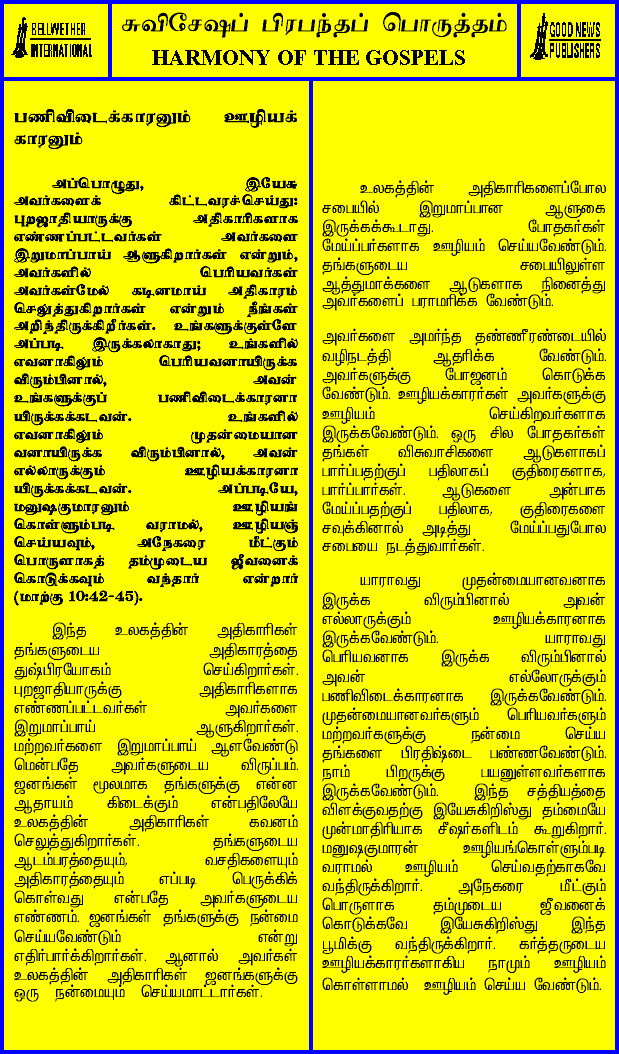 BELLWETHER
INTERNATIONAL
சுவிசேஷப் பிரபந்தப் பொருத்தம்
HARMONY OF THE GOSPELS
GOOD NEWS
PUBLISHERS
பணிவிடைக்காரனும் ஊழியக்
காரனும்
அப்பொழுது, இயேசு
அவர்களைக் கிட்டவரச்செய்து:
புறஜாதியாருக்கு அதிகாரிகளாக
எண்ணப்பட்டவர்கள் அவர்களை
இறுமாப்பாய் ஆளுகிறார்கள் என்றும்,
அவர்களில் பெரியவர்கள்
அவர்கள்மேல் கடினமாய் அதிகாரம்
செலுத்துகிறார்கள் என்றும் நீங்கள்
அறிந்திருக்கிறீர்கள். உங்களுக்குள்ளே
அப்படி இருக்கலாகாது; உங்களில்
எவனாகிலும் பெரியவனாயிருக்க
விரும்பினால், அவன்
உங்களுக்குப் பணிவிடைக்காரனா
யிருக்கக்கடவன். உங்களில்
எவனாகிலும் முதன்மையான
வனாயிருக்க விரும்பினால், அவன்
எல்லாருக்கும் ஊழியக்காரனா
யிருக்கக்கடவன். அப்படியே,
மனுஷகுமாரனும் ஊழியங்
கொள்ளும்படி வராமல், ஊழியஞ்
செய்யவும், அநேகரை மீட்கும்
பொருளாகத் தம்முடைய ஜீவனைக்
கொடுக்கவும் வந்தார் என்றார்
(மாற்கு 10:42-45).
இந்த உலகத்தின் அதிகாரிகள்
தங்களுடைய அதிகாரத்தை
துஷ்பிரயோகம் செய்கிறார்கள்.
புறஜாதியாருக்கு அதிகாரிகளாக
எண்ணப்பட்டவர்கள் அவர்களை
இறுமாப்பாய் ஆளுகிறார்கள்.
மற்றவர்களை இறுமாப்பாய் ஆளவேண்டு
மென்பதே அவர்களுடைய விருப்பம்.
ஜனங்கள் மூலமாக தங்களுக்கு என்ன
ஆதாயம் கிடைக்கும் என்பதிலேயே
உலகத்தின் அதிகாரிகள் கவனம்
செலுத்துகிறார்கள். தங்களுடைய
ஆடம்பரத்தையும், வசதிகளையும்
அதிகாரத்தையும் எப்படி பெருக்கிக்
கொள்வது என்பதே அவர்களுடைய
எண்ணம். ஜனங்கள் தங்களுக்கு நன்மை
செய்யவேண்டும் என்று
எதிர்பார்க்கிறார்கள். ஆனால் அவர்கள்
உலகத்தின் அதிகாரிகள் ஜனங்களுக்கு
ஒரு நன்மையும் செய்யமாட்டார்கள்.
உலகத்தின் அதிகாரிகளைப்போல
சபையில் இறுமாப்பான ஆளுகை
இருக்கக்கூடாது. போதகர்கள்
மேய்ப்பர்களாக ஊழியம் செய்யவேண்டும்.
தங்களுடைய சபையிலுள்ள
ஆத்துமாக்களை ஆடுகளாக நினைத்து
அவர்களைப் பராமரிக்க வேண்டும்.
அவர்களை அமர்ந்த தண்ணீரண்டையில்
வழிநடத்தி ஆதரிக்க வேண்டும்.
அவர்களுக்கு போஜனம் கொடுக்க
வேண்டும். ஊழியக்காரர்கள் அவர்களுக்கு
ஊழியம் செய்கிறவர்களாக
இருக்கவேண்டும். ஒரு சில போதகர்கள்
தங்கள் விசுவாசிகளை ஆடுகளாகப்
பார்ப்பதற்குப் பதிலாகப் குதிரைகளாக,
பார்ப்பார்கள். ஆடுகளை அன்பாக
மேய்ப்பதற்குப் பதிலாக, குதிரைகளை
சவுக்கினால் அடித்து மேய்ப்பதுபோல
சபையை நடத்துவார்கள்.
யாராவது முதன்மையானவனாக
இருக்க விரும்பினால் அவன்
எல்லாருக்கும் ஊழியக்காரனாக
இருக்கவேண்டும். யாராவது
பெரியவனாக இருக்க விரும்பினால்
அவன் எல்லோருக்கும்
பணிவிடைக்காரனாக இருக்கவேண்டும்.
முதன்மையானவர்களும் பெரியவர்களும்
மற்றவர்களுக்கு நன்மை செய்ய
தங்களை பிரதிஷ்டை பண்ணவேண்டும்.
நாம் பிறருக்கு பயனுள்ளவர்களாக
இருக்கவேண்டும். இந்த சத்தியத்தை
விளக்குவதற்கு இயேசுகிறிஸ்து தம்மையே
முன்மாதிரியாக சீஷர்களிடம் கூறுகிறார்.
மனுஷகுமாரன் ஊழியங்கொள்ளும்படி
வராமல் ஊழியம் செய்வதற்காகவே
வந்திருக்கிறார். அநேகரை மீட்கும்
பொருளாக தம்முடைய ஜீவனைக்
கொடுக்கவே இயேசுகிறிஸ்து இந்த
பூமிக்கு வந்திருக்கிறார். கர்த்தருடைய
ஊழியக்காரர்களாகிய நாமும் ஊழியம்
கொள்ளாமல் ஊழியம் செய்ய வேண்டும்.